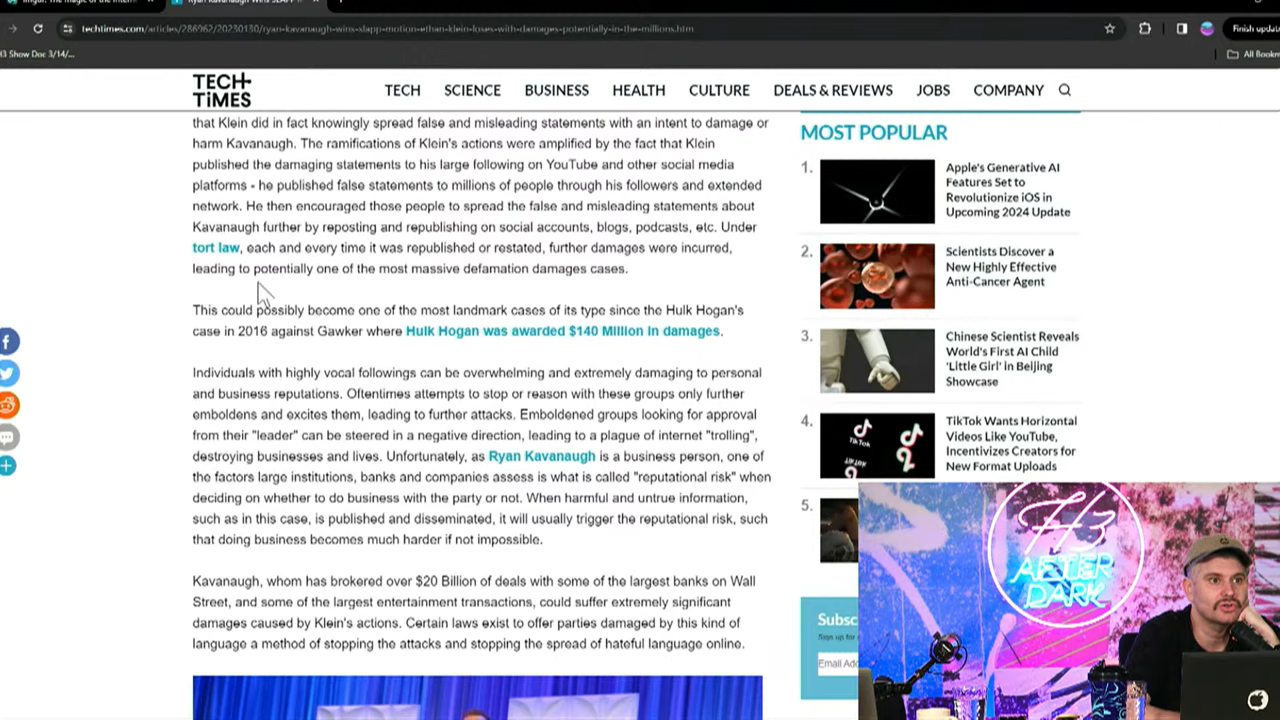 techtimes.com/articles/286962/20230130/ryan-kavanaugh-wins-slapp-motion-ethan-klein-loses-with-damages-potentially-in-the-millions.htm
Finish update
H3 Show Doc 3/14/...
All Bookm
TECH TIMES
TECH SCIENCE BUSINESS HEALTH CULTURE DEALS & REVIEWS JOBS COMPANY
that Klein did in fact knowingly spread false and misleading statements with an intent to damage or
harm Kavanaugh. The ramifications of Klein's actions were amplified by the fact that Klein
published the damaging statements to his large following on YouTube and other social media
platforms - he published false statements to millions of people through his followers and extended
network. He then encouraged those people to spread the false and misleading statements about
Kavanaugh further by reposting and republishing on social accounts, blogs, podcasts, etc. Under
tort law, each and every time it was republished or restated, further damages were incurred,
leading to potentially one of the most massive defamation damages cases.
This could possibly become one of the most landmark cases of its type since the Hulk Hogan's
case in 2016 against Gawker where Hulk Hogan was awarded $140 Million in damages.
Individuals with highly vocal followings can be overwhelming and extremely damaging to personal
and business reputations. Oftentimes attempts to stop or reason with these groups only further
emboldens and excites them, leading to further attacks. Emboldened groups looking for approval
from their "leader" can be steered in a negative direction, leading to a plague of internet "trolling",
destroying businesses and lives. Unfortunately, as Ryan Kavanaugh is a business person, one of
the factors large institutions, banks and companies assess is what is called "reputational risk" when
deciding on whether to do business with the party or not. When harmful and untrue information,
such as in this case, is published and disseminated, it will usually trigger the reputational risk, such
that doing business becomes much harder if not impossible.
Kavanaugh, whom has brokered over $20 Billion of deals with some of the largest banks on Wall
Street, and some of the largest entertainment transactions, could suffer extremely significant
damages caused by Klein's actions. Certain laws exist to offer parties damaged by this kind of
language a method of stopping the attacks and stopping the spread of hateful language online.
MOST POPULAR
1. Apple's Generative AI
Features Set to
Revolutionize iOS in
Upcoming 2024 Update
2. Scientists Discover a
New Highly Effective
Anti-Cancer Agent
3. Chinese Scientist Reveals
World's First AI Child
'Little Girl' in Beijing
Showcase
4. TikTok Wants Horizontal
Videos Like YouTube,
Incentivizes Creators for
New Format Uploads
TikTok
5.
Subsc
Sign up for
Email Add
H3
AFTER
DARK